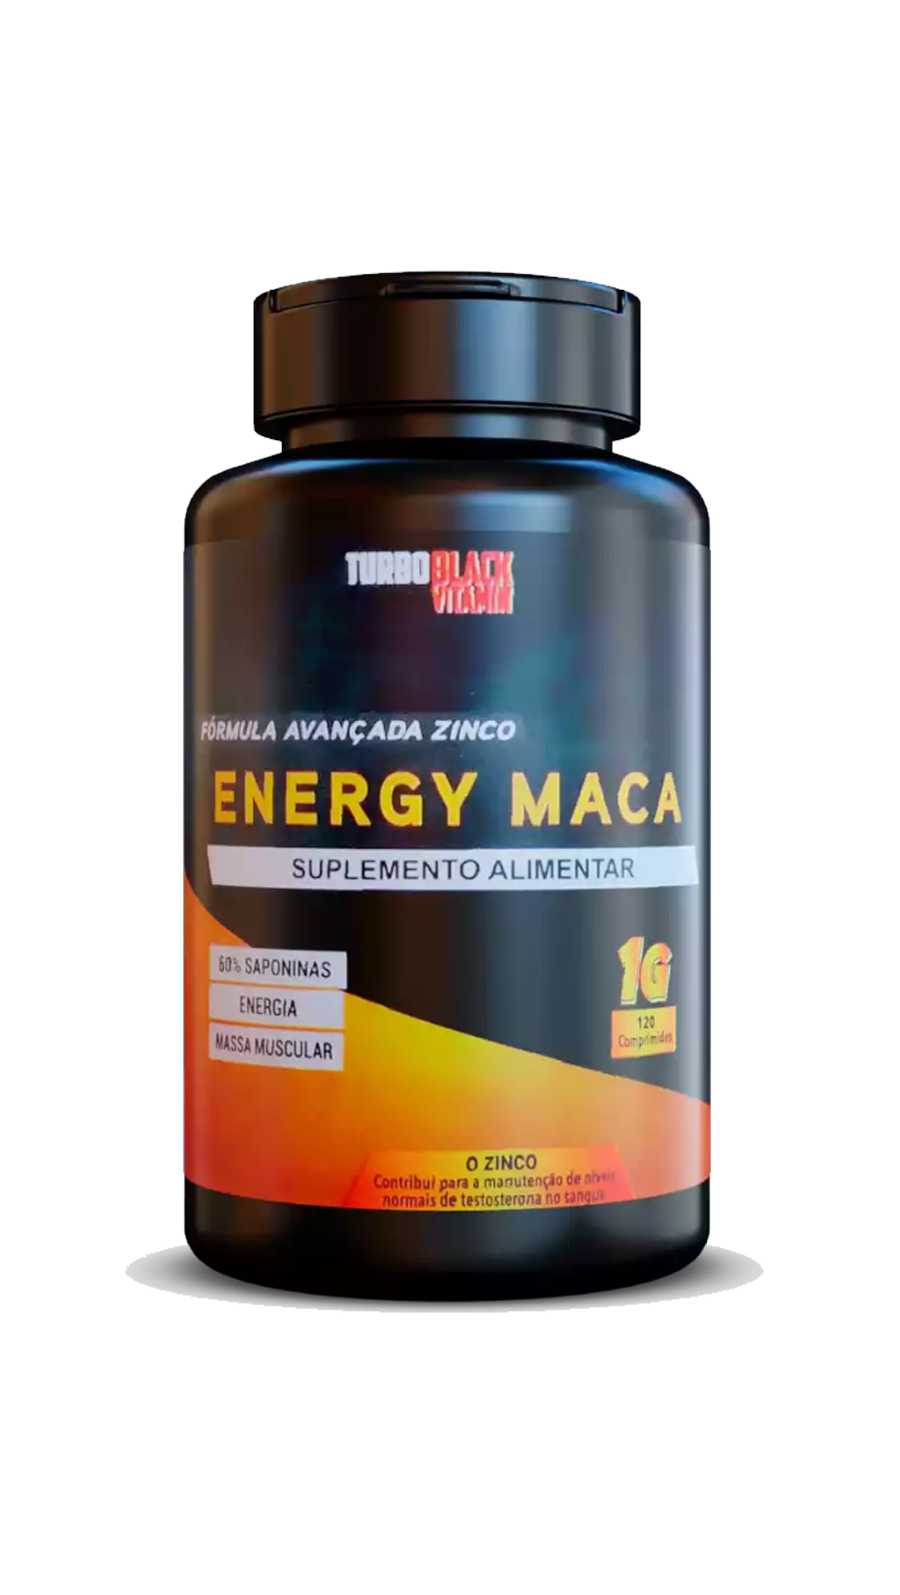 TURBO BLACK
VITAMIN
FÓRMULA AVANÇADA ZINCO
ENERGY MACA
SUPLEMENTO ALIMENTAR
60% SAPONINAS
ENERGIA
MASSA MUSCULAR
1G
120
Comprimidos
O ZINCO
Contribui para a manutenção de níveis
normais de testosterona no sangue